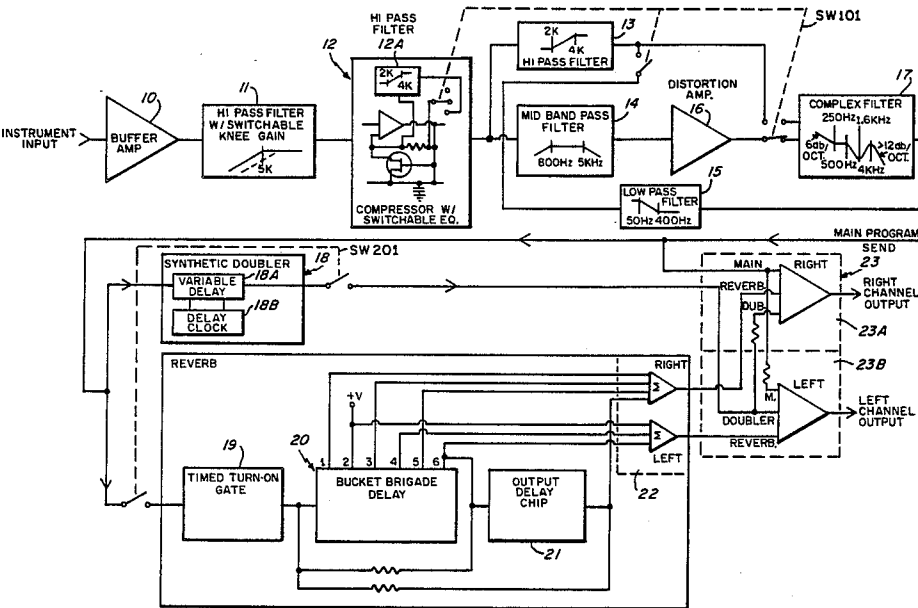 HI PASS
FILTER
12A
12
2K
4K
COMPRESSOR W/
SWITCHABLE EQ.
SW101
13
2K
4K
HI PASS FILTER
INSTRUMENT
INPUT
10
BUFFER
AMP
11
HI PASS FILTER
W/ SWITCHABLE
KNEE GAIN
5K
14
MID BAND PASS
FILTER
800Hz 5KHz
DISTORTION
AMP.
16
17
COMPLEX FILTER
250Hz 1.6KHz
6db/
OCT.
500Hz
4KHz
>12db/
OCT.
15
LOW PASS
FILTER
50Hz 400Hz
MAIN PROGRAM
SEND
SW201
SYNTHETIC DOUBLER
18
18A
VARIABLE
DELAY
18B
DELAY
CLOCK
MAIN
RIGHT
23
REVERB.
DUB.
RIGHT
CHANNEL
OUTPUT
23A
23B
LEFT
M.
DOUBLER
REVERB.
LEFT
CHANNEL
OUTPUT
REVERB
RIGHT
Σ
+V
Σ
LEFT
22
19
TIMED TURN-ON
GATE
20
1 2 3 4 5 6
BUCKET BRIGADE
DELAY
OUTPUT
DELAY
CHIP
21